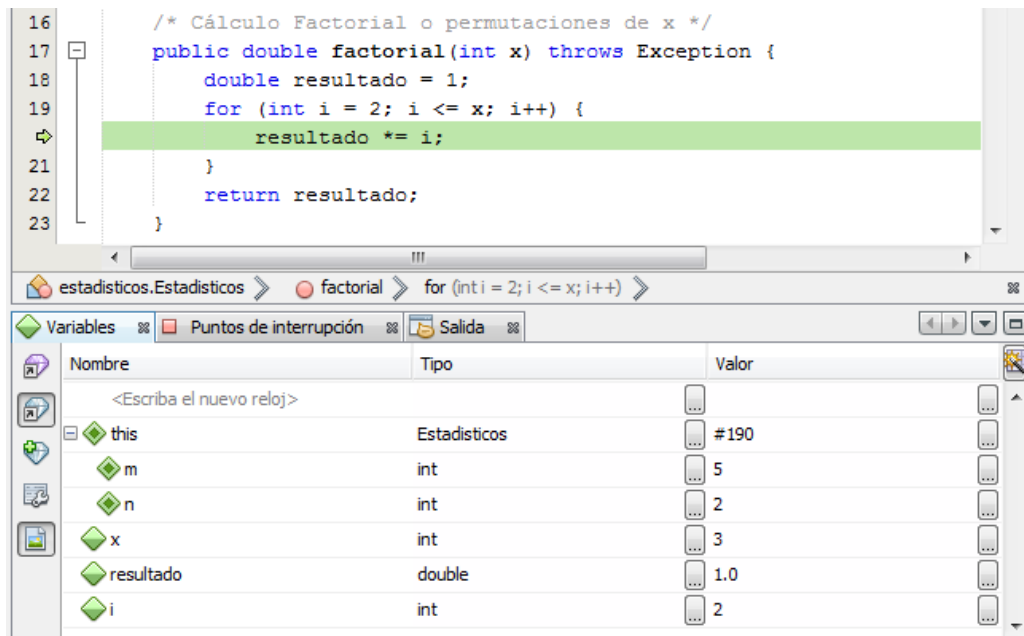 16 /* Cálculo Factorial o permutaciones de x */
17 public double factorial(int x) throws Exception {
18 double resultado = 1;
19 for (int i = 2; i <= x; i++) {
resultado *= i;
21 }
22 return resultado;
23 }
estadisticos.Estadisticos factorial for (int i = 2; i <= x; i++)
Variables Puntos de interrupción Salida
Nombre Tipo Valor
<Escriba el nuevo reloj> ... ...
this Estadisticos ... #190 ...
m int ... 5 ...
n int ... 2 ...
x int ... 3 ...
resultado double ... 1.0 ...
i int ... 2 ...